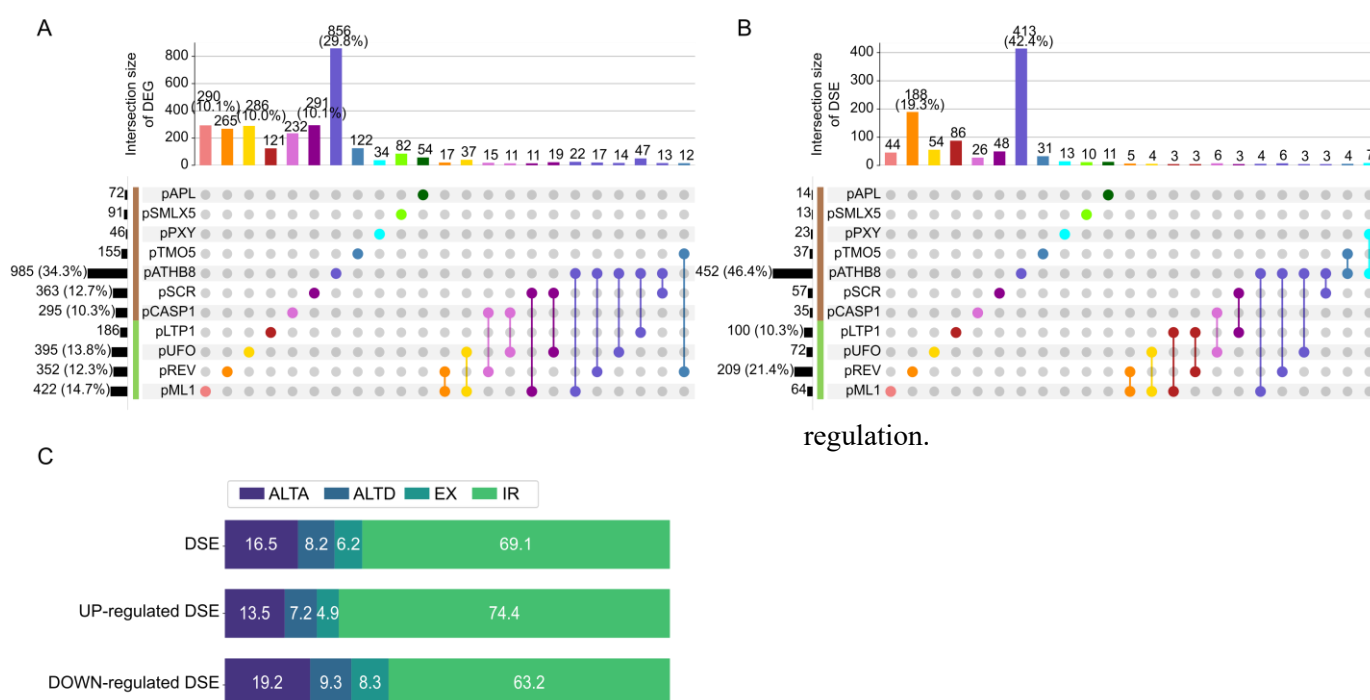 A
Intersection size
of DEG
800
600
400
200
0
290
(10.1%)
265
286
(10.0%)
121
232
291
(10.1%)
856
(29.8%)
122
34
82
54
17
37
15
11
11
19
22
17
14
47
13
12
72 pAPL
91 pSMLX5
46 pPXY
155 pTMO5
985 (34.3%) pATHB8
363 (12.7%) pSCR
295 (10.3%) pCASP1
186 pLTP1
395 (13.8%) pUFO
352 (12.3%) pREV
422 (14.7%) pML1
B
Intersection size
of DSE
400
300
200
100
0
44
188
(19.3%)
54
86
26
48
413
(42.4%)
31
13
10
11
5
4
3
3
6
3
4
6
3
3
4
7
14 pAPL
13 pSMLX5
23 pPXY
37 pTMO5
452 (46.4%) pATHB8
57 pSCR
35 pCASP1
100 (10.3%) pLTP1
72 pUFO
209 (21.4%) pREV
64 pML1
regulation.
C
ALTA ALTD EX IR
DSE 16.5 8.2 6.2 69.1
UP-regulated DSE 13.5 7.2 4.9 74.4
DOWN-regulated DSE 19.2 9.3 8.3 63.2